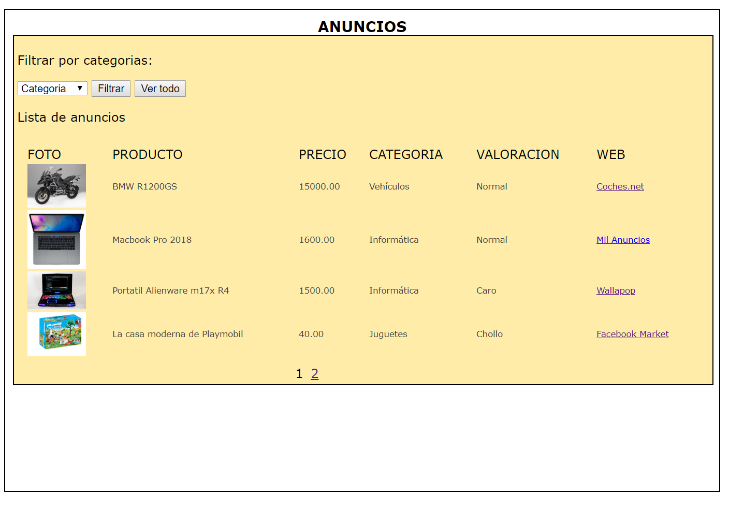 ANUNCIOS
Filtrar por categorias:
Categoria Filtrar Ver todo
Lista de anuncios
FOTO PRODUCTO PRECIO CATEGORIA VALORACION WEB
BMW R1200GS 15000.00 Vehículos Normal Coches.net
Macbook Pro 2018 1600.00 Informática Normal Mil Anuncios
Portatil Alienware m17x R4 1500.00 Informática Caro Wallapop
La casa moderna de Playmobil 40.00 Juguetes Chollo Facebook Market
1 2